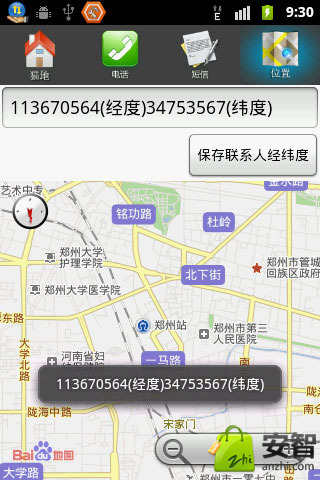 9:30
猫地
电话
短信
位置
113670564(经度)34753567(纬度)
保存联系人经纬度
艺术中专
金水路
铭功路
杜岭
郑州大学
护理学院
郑州市管城
回族区政府
北下街
郑州大学医学院
郑州站
郑州市第三
人民医院
大学北路
一马路
河南省妇
113670564(经度)34753567(纬度)
陇海中路
陇海
宋家门
Bai du 地图
大学路
郑州市一零七中
zhi
安智
anzhi.com